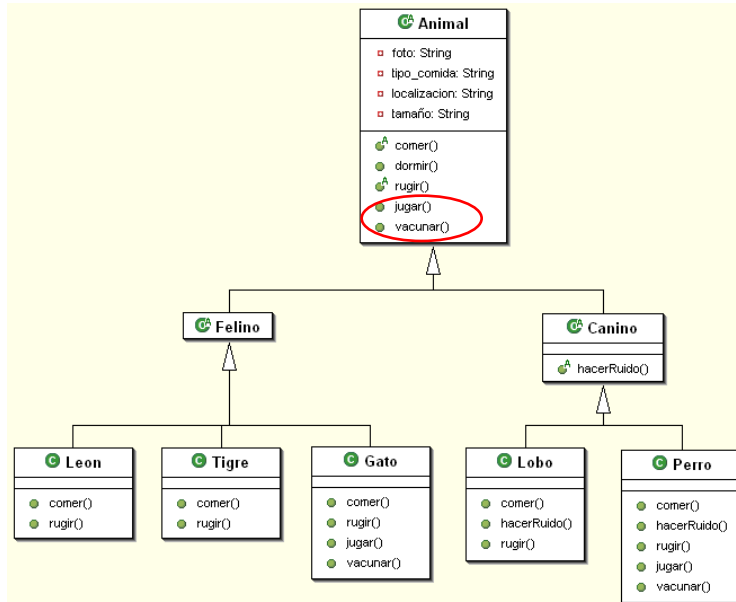 Animal
foto: String
tipo_comida: String
localizacion: String
tamaño: String
comer()
dormir()
rugir()
jugar()
vacunar()
Felino
Canino
hacerRuido()
Leon
comer()
rugir()
Tigre
comer()
rugir()
Gato
comer()
rugir()
jugar()
vacunar()
Lobo
comer()
hacerRuido()
rugir()
Perro
comer()
hacerRuido()
rugir()
jugar()
vacunar()